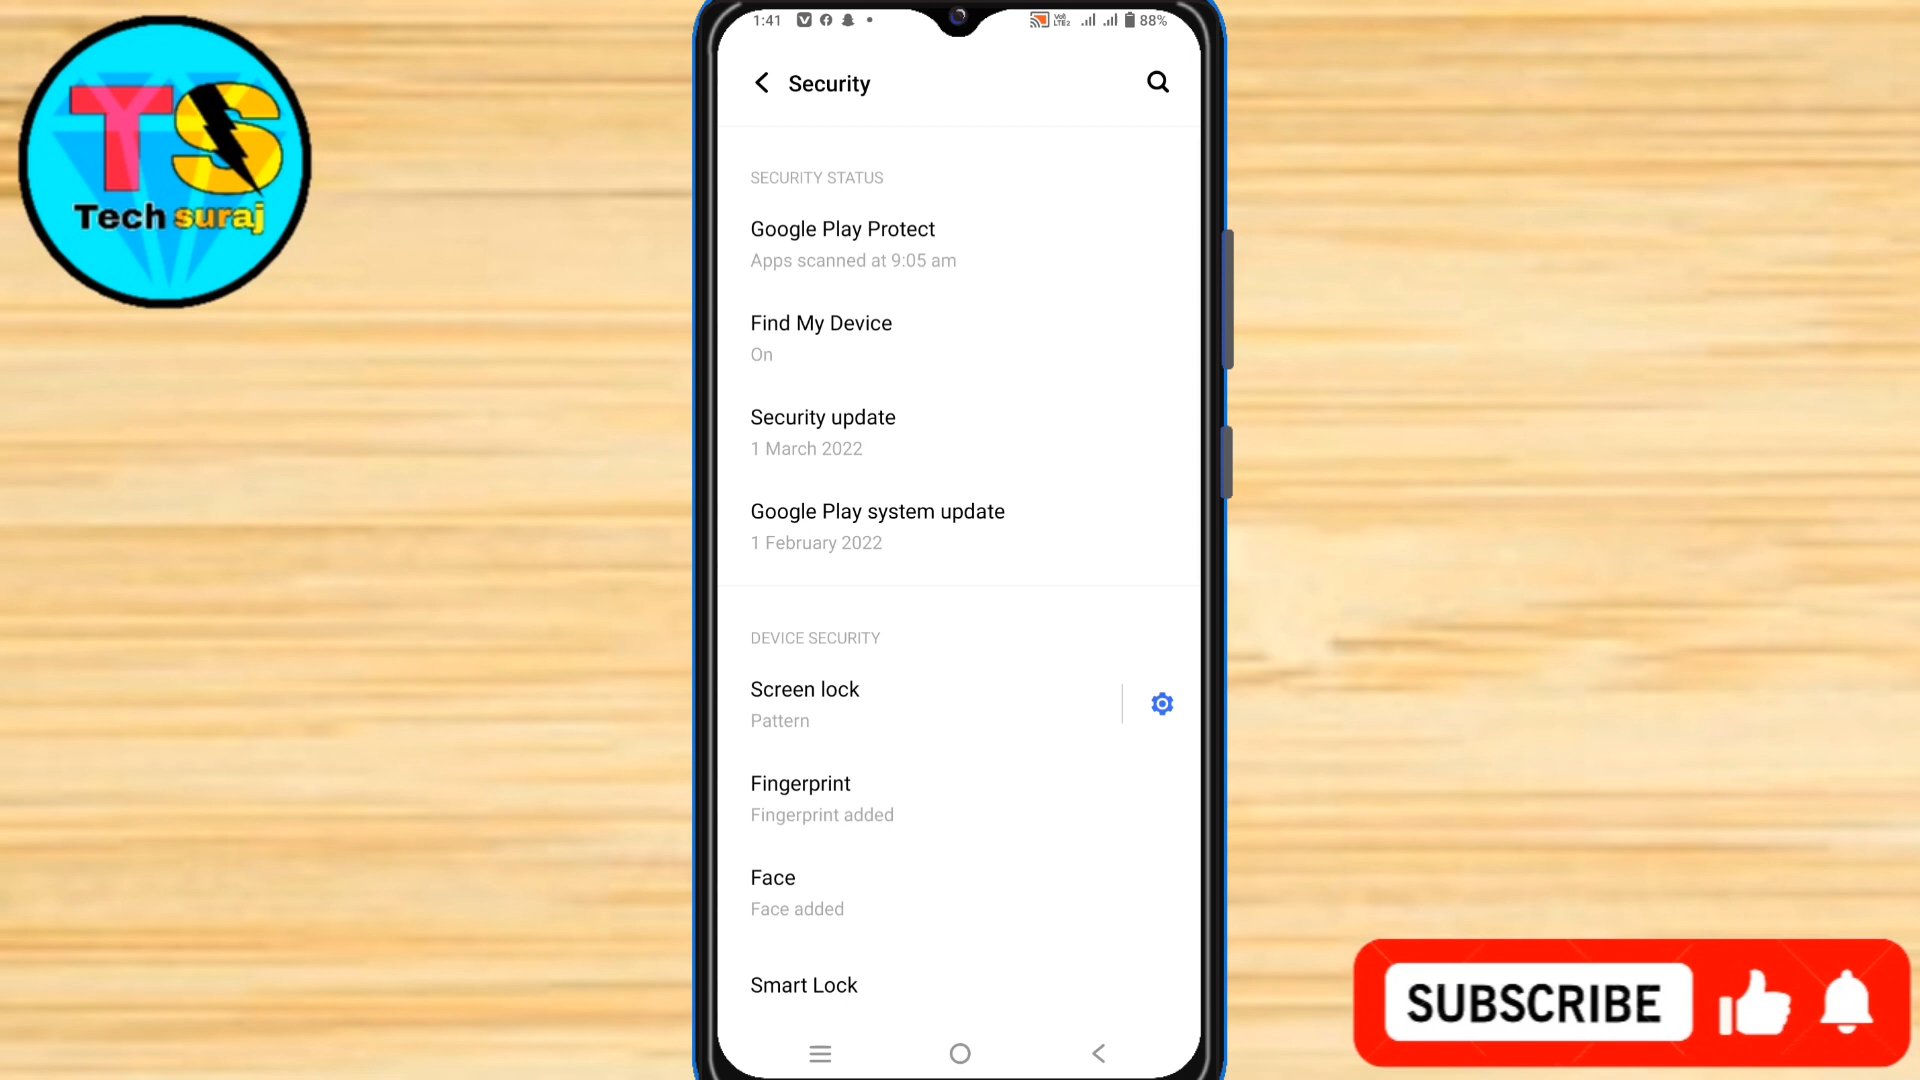 TS
Tech suraj
1:41
VoLTE2
88%
Security
SECURITY STATUS
Google Play Protect
Apps scanned at 9:05 am
Find My Device
On
Security update
1 March 2022
Google Play system update
1 February 2022
DEVICE SECURITY
Screen lock
Pattern
Fingerprint
Fingerprint added
Face
Face added
Smart Lock
SUBSCRIBE